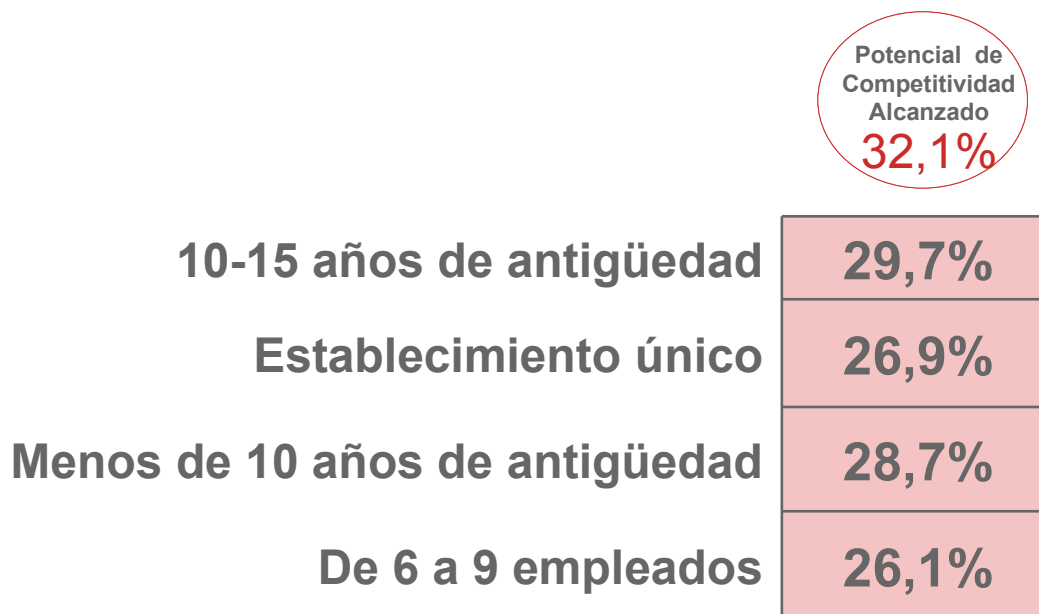 Potencial de
Competitividad
Alcanzado
32,1%
10-15 años de antigüedad 29,7%
Establecimiento único 26,9%
Menos de 10 años de antigüedad 28,7%
De 6 a 9 empleados 26,1%